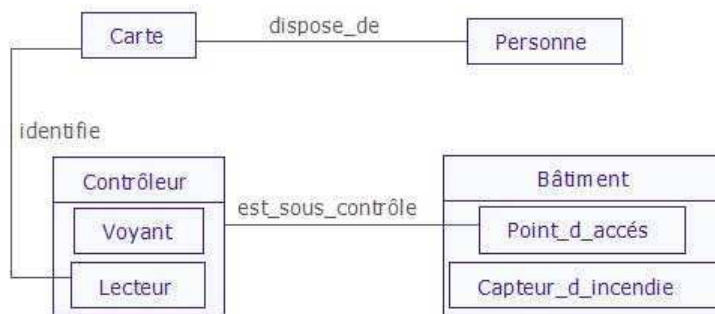 Carte
dispose_de
Personne
identifie
Contrôleur
Voyant
Lecteur
est_sous_contrôle
Bâtiment
Point_d_accés
Capteur_d_incendie